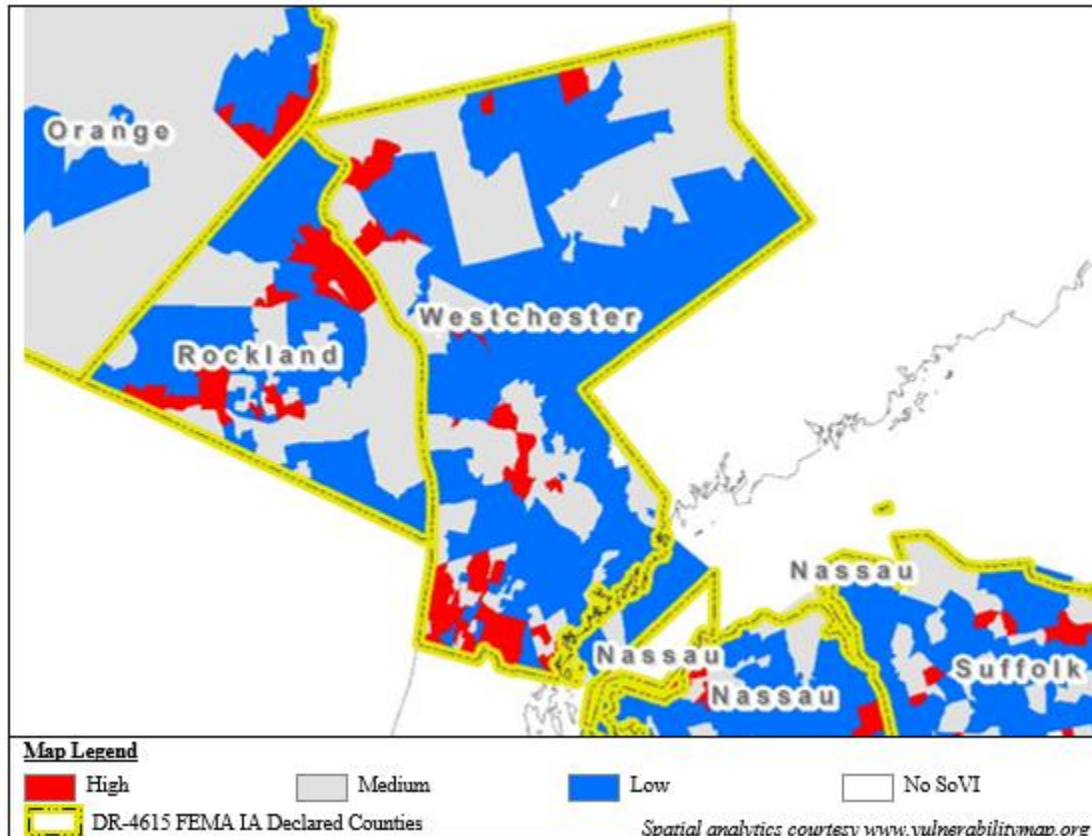 Orange
Westchester
Rockland
Nassau
Nassau
Suffolk
Nassau
Map Legend
High Medium Low No SoVI
DR-4615 FEMA IA Declared Counties Spatial analytics courtesy www.vulnerabilitymap.org